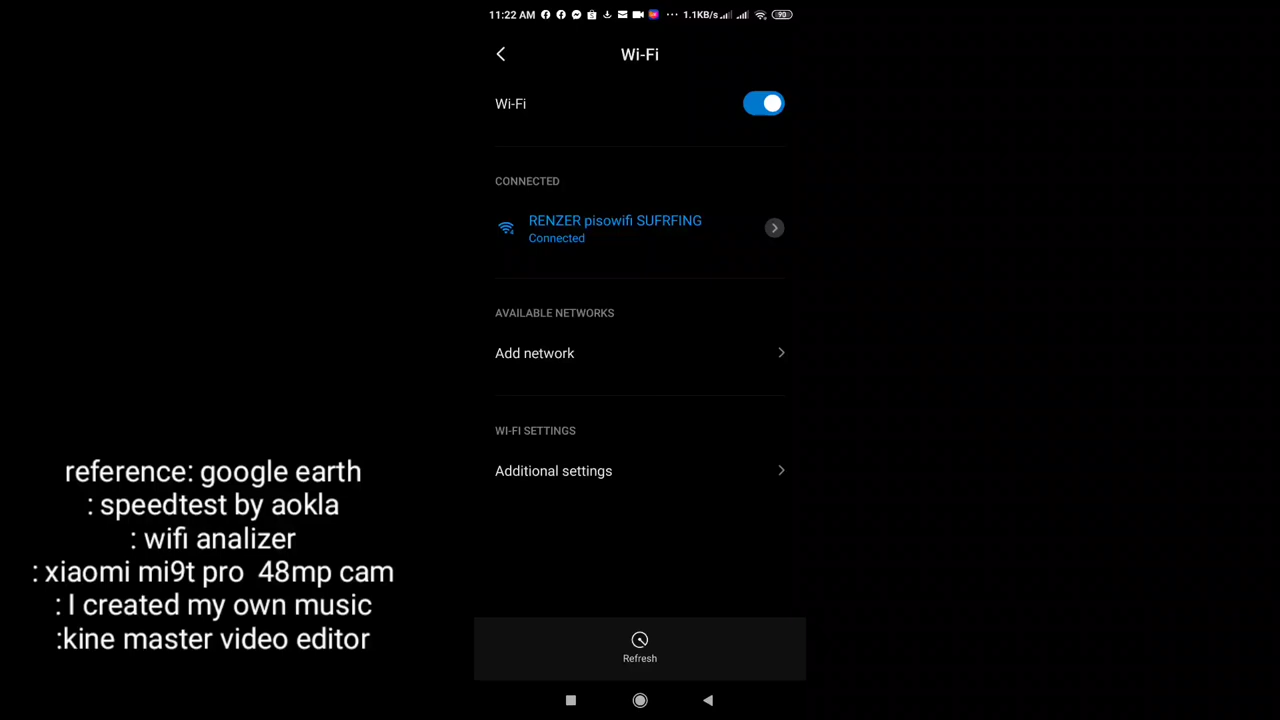 11:22 AM ... 1.1KB/s 90
Wi-Fi
Wi-Fi
CONNECTED
RENZER pisowifi SUFRFING
Connected
AVAILABLE NETWORKS
Add network
WI-FI SETTINGS
Additional settings
Refresh
reference: google earth
: speedtest by aokla
: wifi analizer
: xiaomi mi9t pro 48mp cam
: I created my own music
:kine master video editor